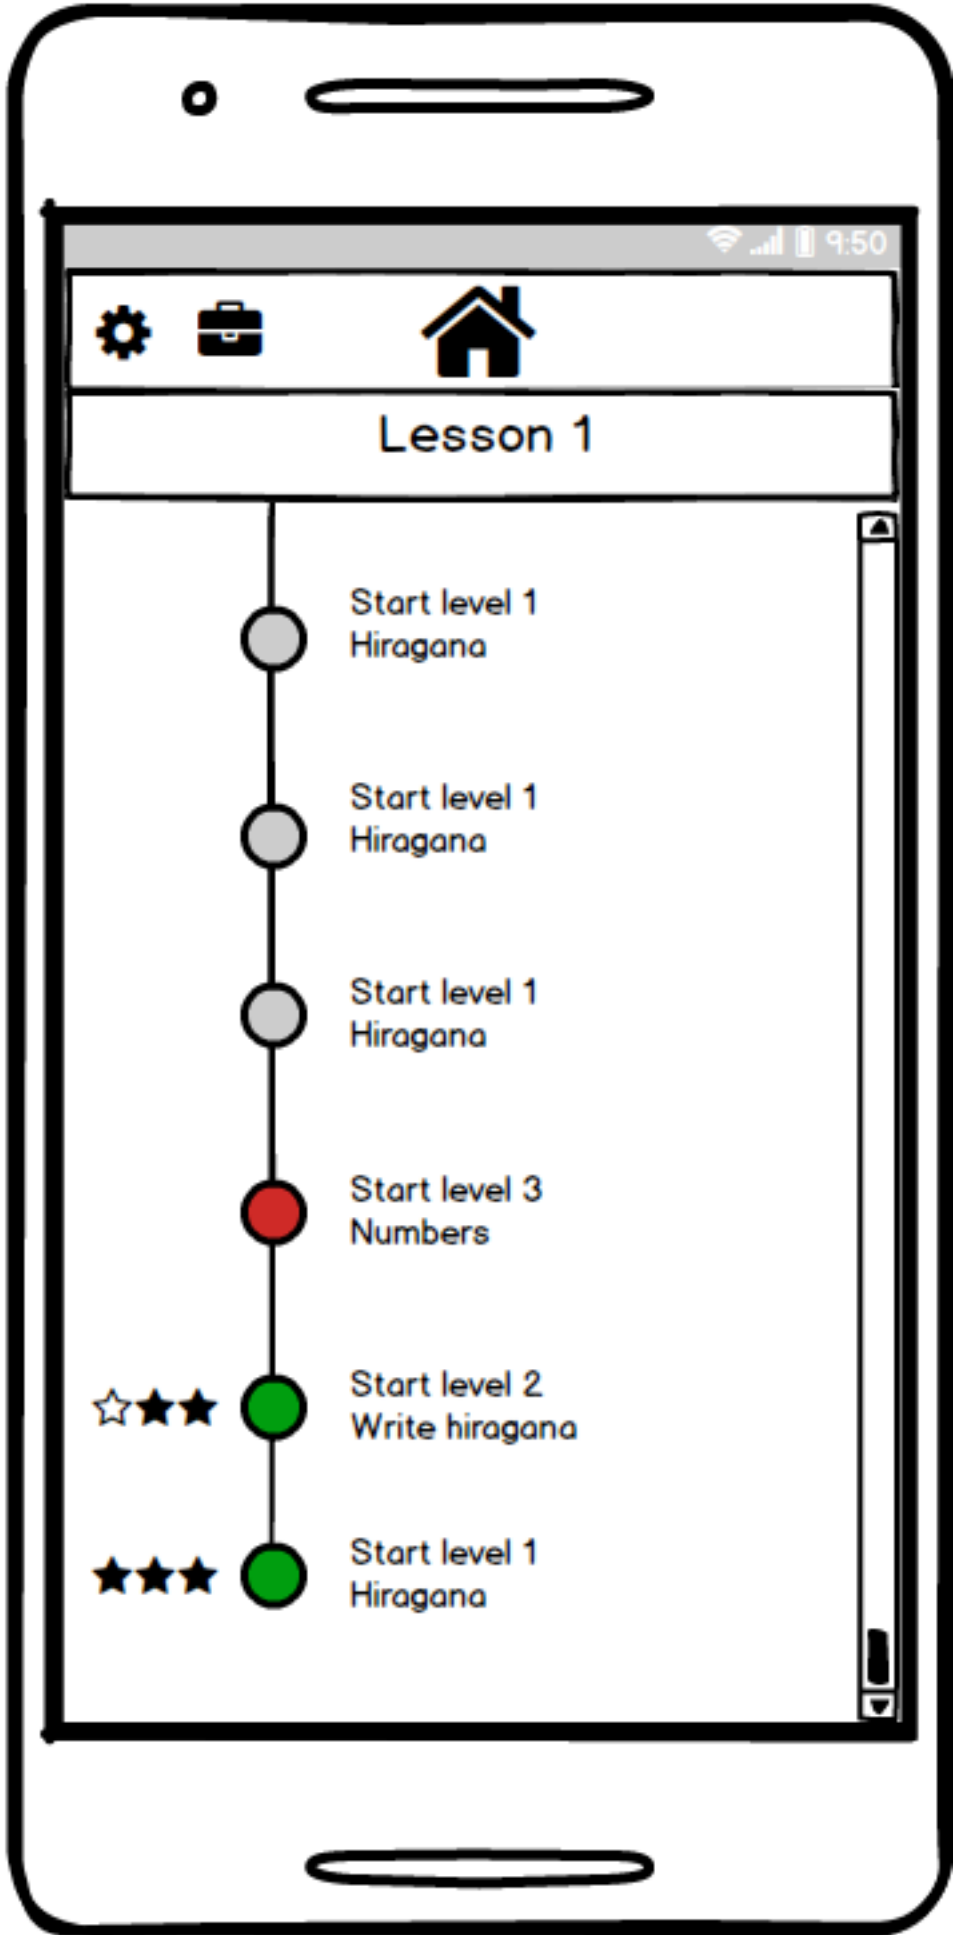 9:50
Lesson 1
Start level 1
Hiragana
Start level 1
Hiragana
Start level 1
Hiragana
Start level 3
Numbers
Start level 2
Write hiragana
Start level 1
Hiragana